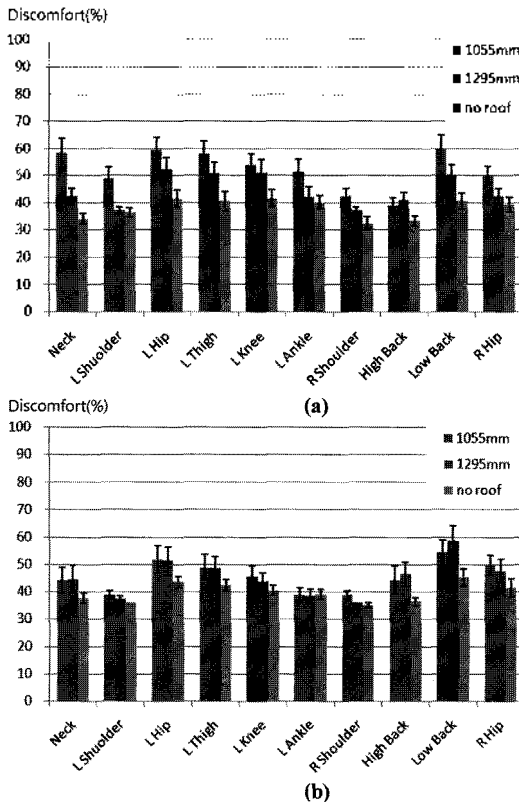 Discomfort(%)
100
90
80
70
60
50
40
30
20
10
0
1055mm
1295mm
no roof
Neck
L Shuolder
L Hip
L Thigh
L Knee
L Ankle
R Shoulder
High Back
Low Back
R Hip
(a)
Discomfort(%)
100
90
80
70
60
50
40
30
20
10
0
1055mm
1295mm
no roof
Neck
L Shuolder
L Hip
L Thigh
L Knee
L Ankle
R Shoulder
High Back
Low Back
R Hip
(b)